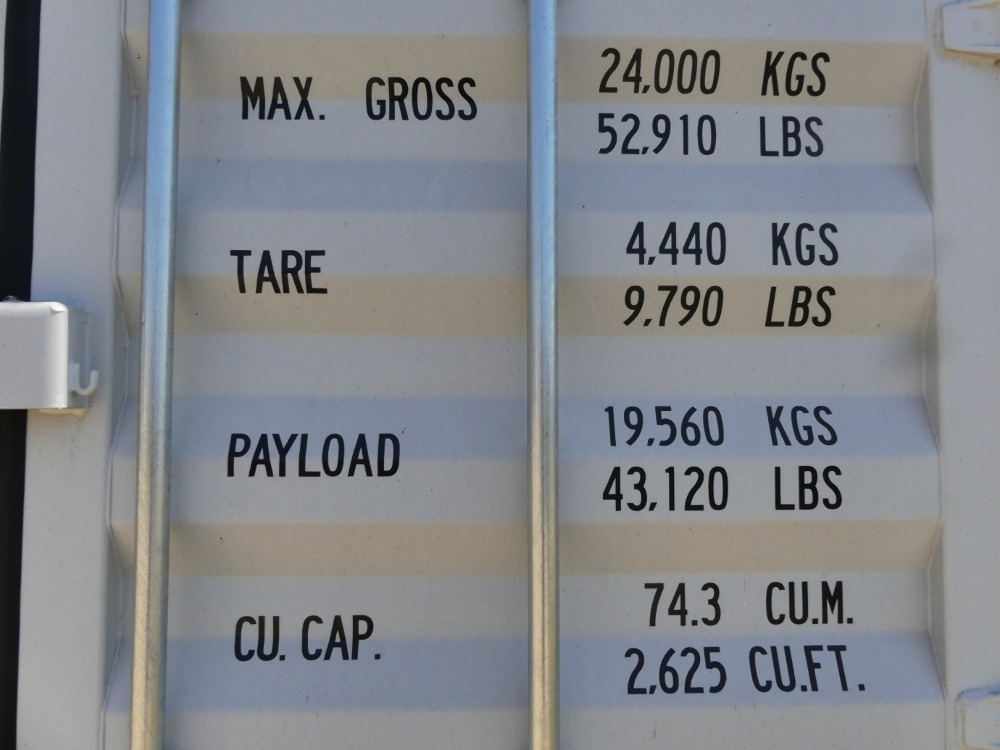 MAX. GROSS 24,000 KGS
52,910 LBS
TARE 4,440 KGS
9,790 LBS
PAYLOAD 19,560 KGS
43,120 LBS
CU. CAP. 74.3 CU.M.
2,625 CU.FT.